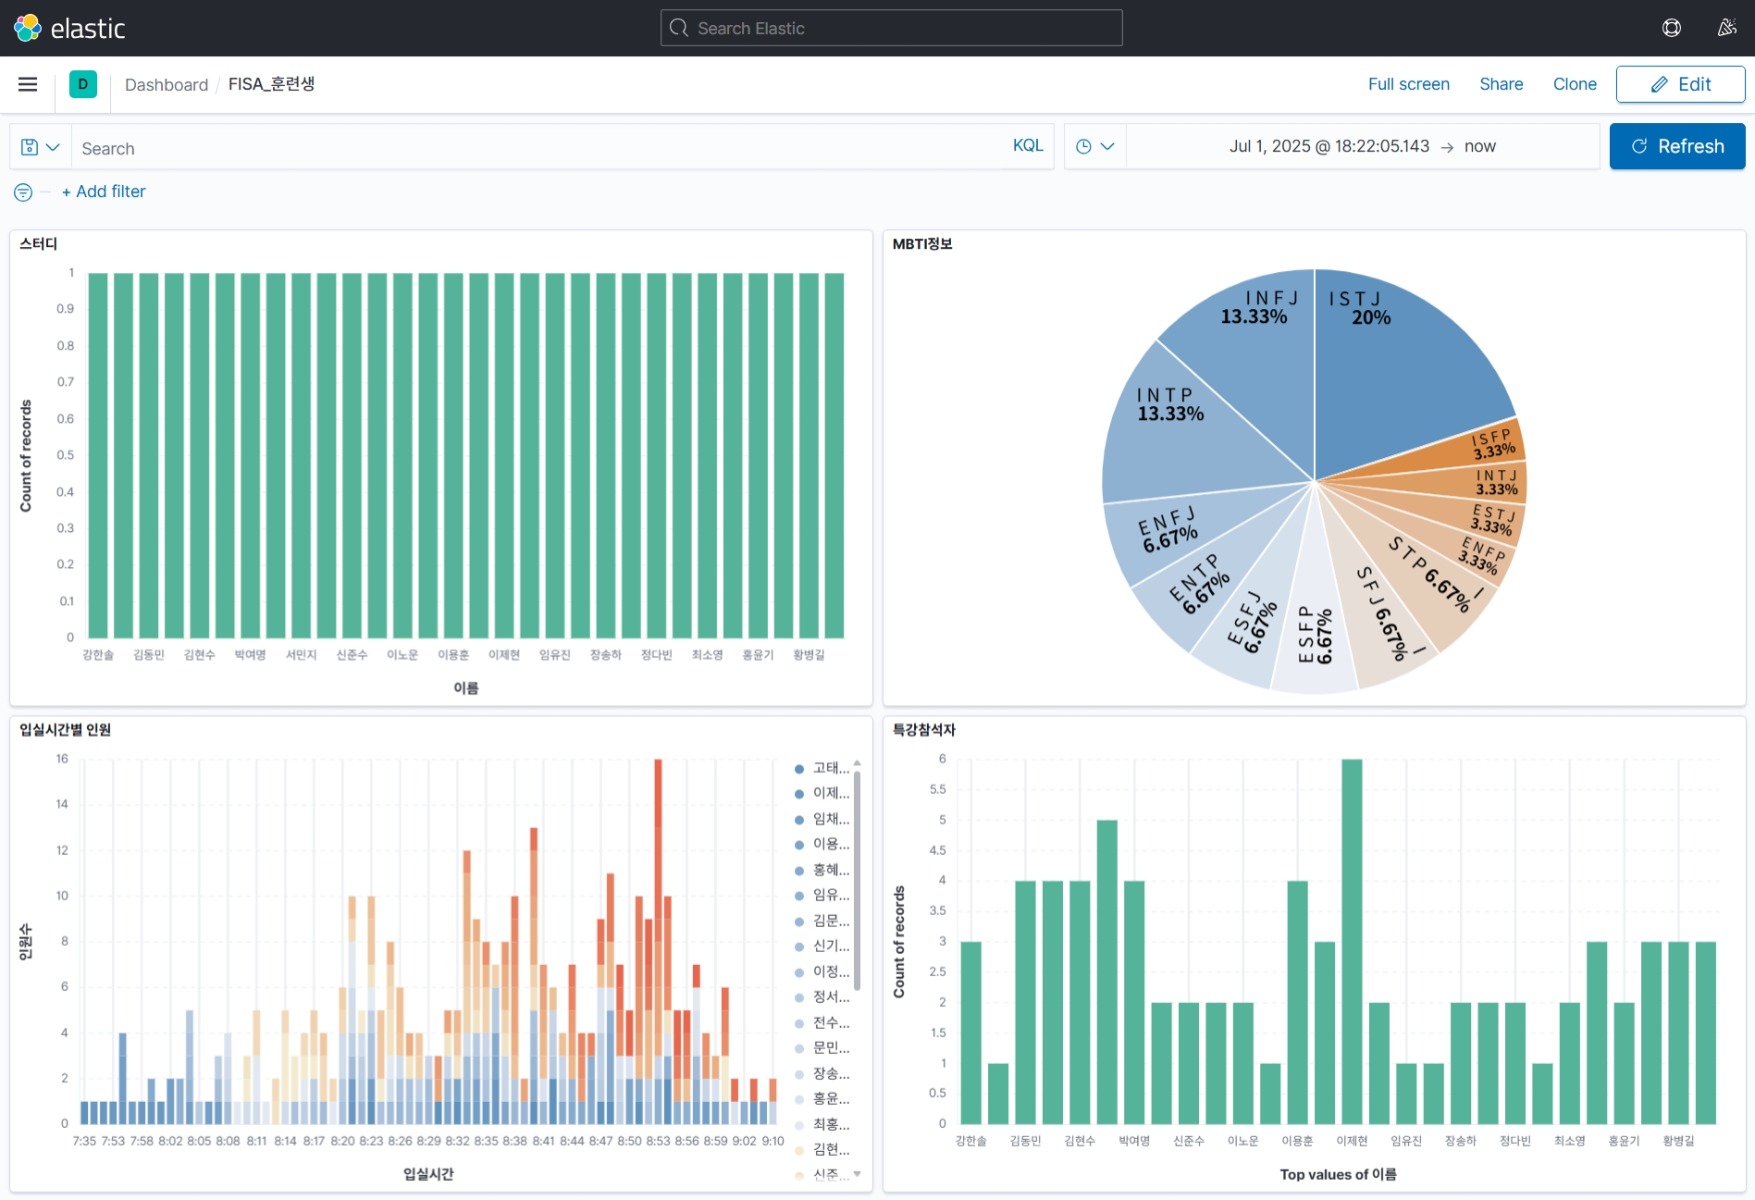 elastic
Search Elastic
D
Dashboard / FISA_훈련생
Full screen
Share
Clone
Edit
Search
KQL
Jul 1, 2025 @ 18:22:05.143 → now
Refresh
+ Add filter
스터디
1
0.9
0.8
0.7
0.6
0.5
0.4
0.3
0.2
0.1
0
Count of records
강한솔 김동민 김현수 박여명 서민지 신준수 이노운 이용훈 이제현 임유진 장송하 정다빈 최소영 홍윤기 황병길
이름
MBTI정보
INFJ
13.33%
ISTJ
20%
INTP
13.33%
ISFP
3.33%
INTJ
3.33%
ESTJ
3.33%
ENFP
3.33%
ENFJ
6.67%
ENTP
6.67%
ESFJ
6.67%
ESFP
6.67%
ISFJ 6.67%
ISTP 6.67%
입실시간별 인원
16
14
12
10
8
6
4
2
0
인원수
7:35 7:53 7:58 8:02 8:05 8:08 8:11 8:14 8:17 8:20 8:23 8:26 8:29 8:32 8:35 8:38 8:41 8:44 8:47 8:50 8:53 8:56 8:59 9:02 9:10
입실시간
고태...
이제...
임채...
이용...
홍혜...
임유...
김문...
신기...
이정...
정서...
전수...
문민...
장송...
홍윤...
최홍...
김현...
신준...
특강참석자
6
5.5
5
4.5
4
3.5
3
2.5
2
1.5
1
0.5
0
Count of records
강한솔 김동민 김현수 박여명 신준수 이노운 이용훈 이제현 임유진 장송하 정다빈 최소영 홍윤기 황병길
Top values of 이름